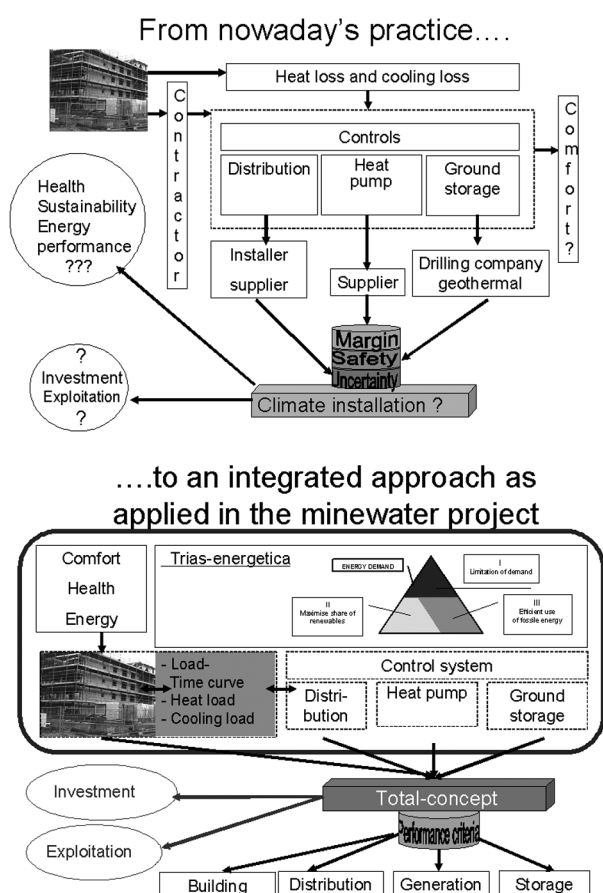 From nowaday's practice....
Heat loss and cooling loss
Contractor
Controls
Distribution
Heat
pump
Ground
storage
Comfort?
Health
Sustainability
Energy
performance
???
Installer
supplier
Supplier
Drilling company
geothermal
Margin
Safety
Uncertainty
?
Investment
Exploitation
?
Climate installation ?
....to an integrated approach as
applied in the minewater project
Comfort
Health
Energy
Trias-energetica
ENERGY DEMAND
I
Limitation of demand
II
Maximise share of
renewables
III
Efficient use
of fossile energy
- Load-
Time curve
- Heat load
- Cooling load
Control system
Distri-
bution
Heat pump
Ground
storage
Investment
Total-concept
Performance criteria
Exploitation
Building
Distribution
Generation
Storage